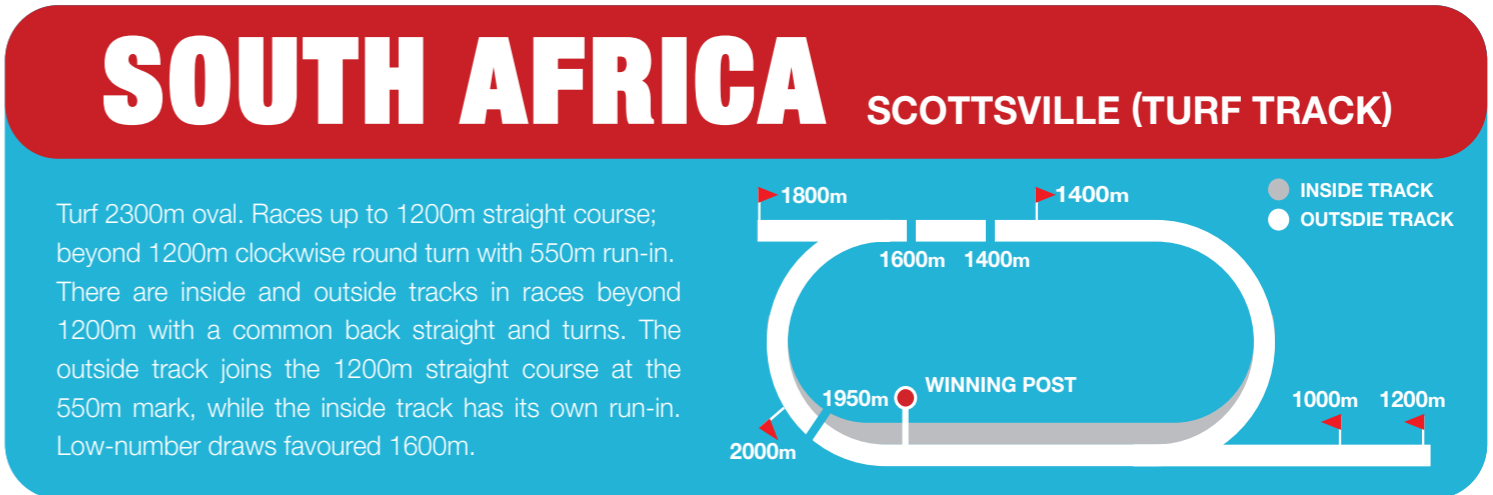 SOUTH AFRICA SCOTTSVILLE (TURF TRACK)
Turf 2300m oval. Races up to 1200m straight course;
beyond 1200m clockwise round turn with 550m run-in.
There are inside and outside tracks in races beyond
1200m with a common back straight and turns. The
outside track joins the 1200m straight course at the
550m mark, while the inside track has its own run-in.
Low-number draws favoured 1600m.
1800m
1400m
INSIDE TRACK
OUTSDIE TRACK
1600m
1400m
1950m
WINNING POST
1000m
1200m
2000m